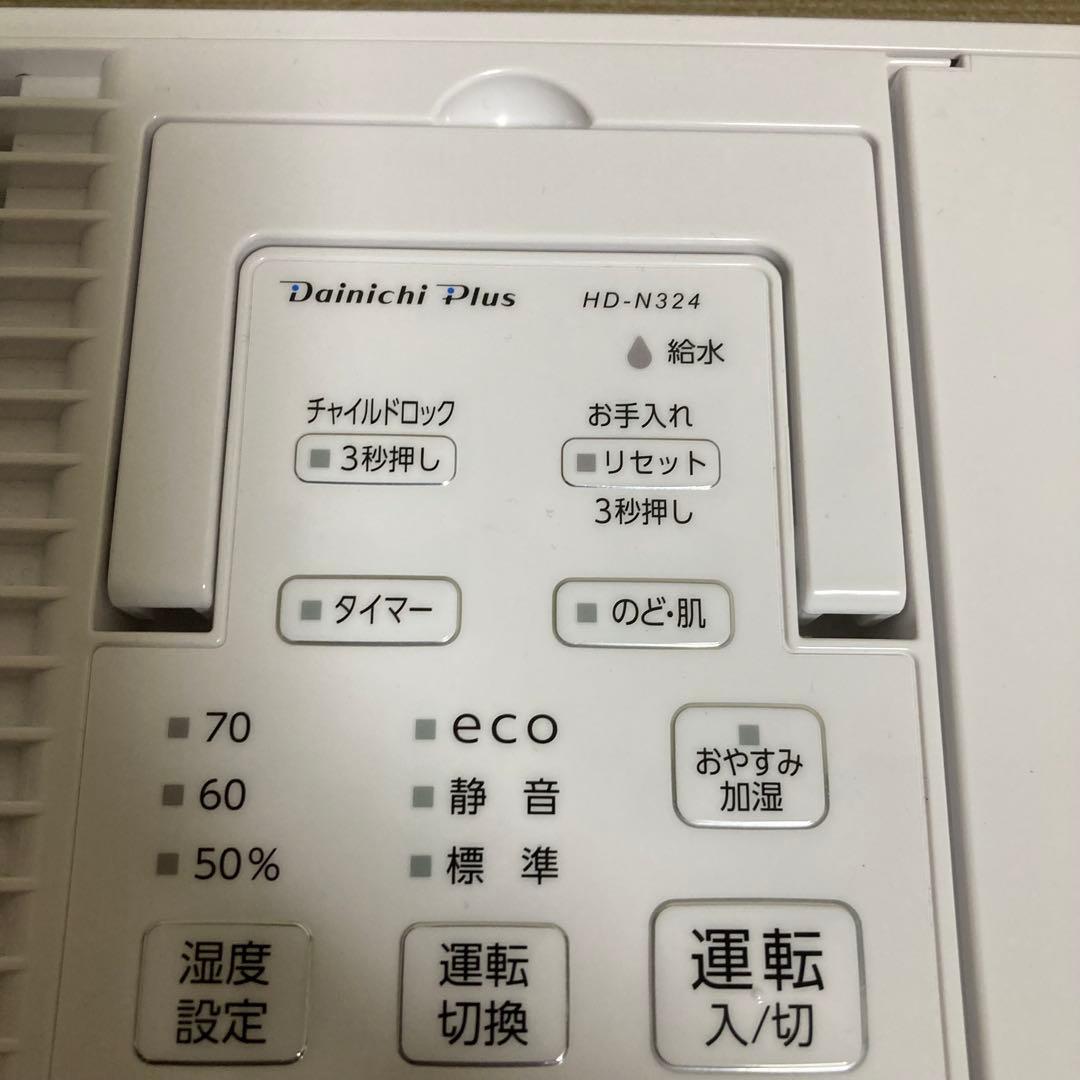 Dainichi Plus HD-N324
給水
チャイルドロック お手入れ
3秒押し リセット
3秒押し
タイマー のど・肌
70 eco
おやすみ
加湿
60 静音
50% 標準
湿度
設定
運転
切換
運転
入/切